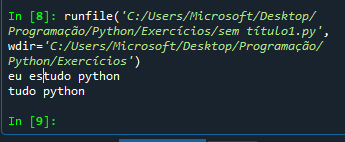 In [8]: runfile('C:/Users/Microsoft/Desktop/
Programação/Python/Exercícios/sem título1.py',
wdir='C:/Users/Microsoft/Desktop/Programação/
Python/Exercícios')
eu estudo python
tudo python
In [9]: